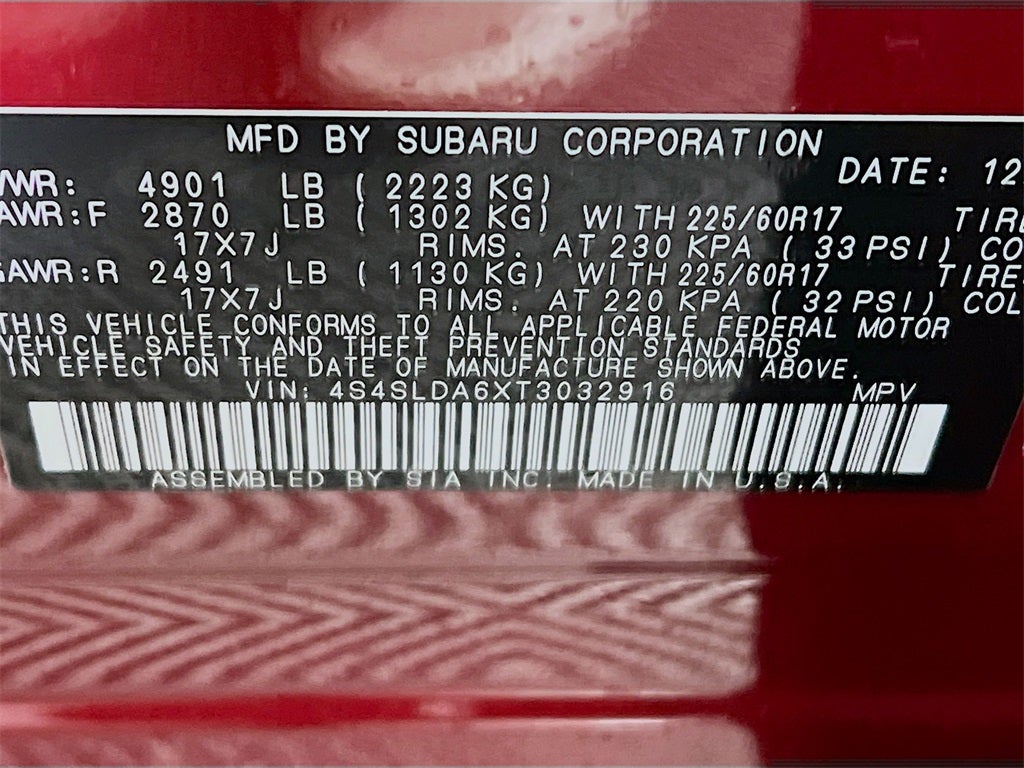 MFD BY SUBARU CORPORATION
DATE: 12
VWR: 4901 LB ( 2223 KG)
AWR:F 2870 LB ( 1302 KG) WITH 225/60R17 TIRE
17X7J RIMS. AT 230 KPA ( 33 PSI) CO
GAWR:R 2491 LB ( 1130 KG) WITH 225/60R17 TIRE
17X7J RIMS. AT 220 KPA ( 32 PSI) COL
THIS VEHICLE CONFORMS TO ALL APPLICABLE FEDERAL MOTOR
VEHICLE SAFETY AND THEFT PREVENTION STANDARDS
IN EFFECT ON THE DATE OF MANUFACTURE SHOWN ABOVE.
VIN: 4S4SLDA6XT3032916 MPV
ASSEMBLED BY SIA INC. MADE IN U.S.A.